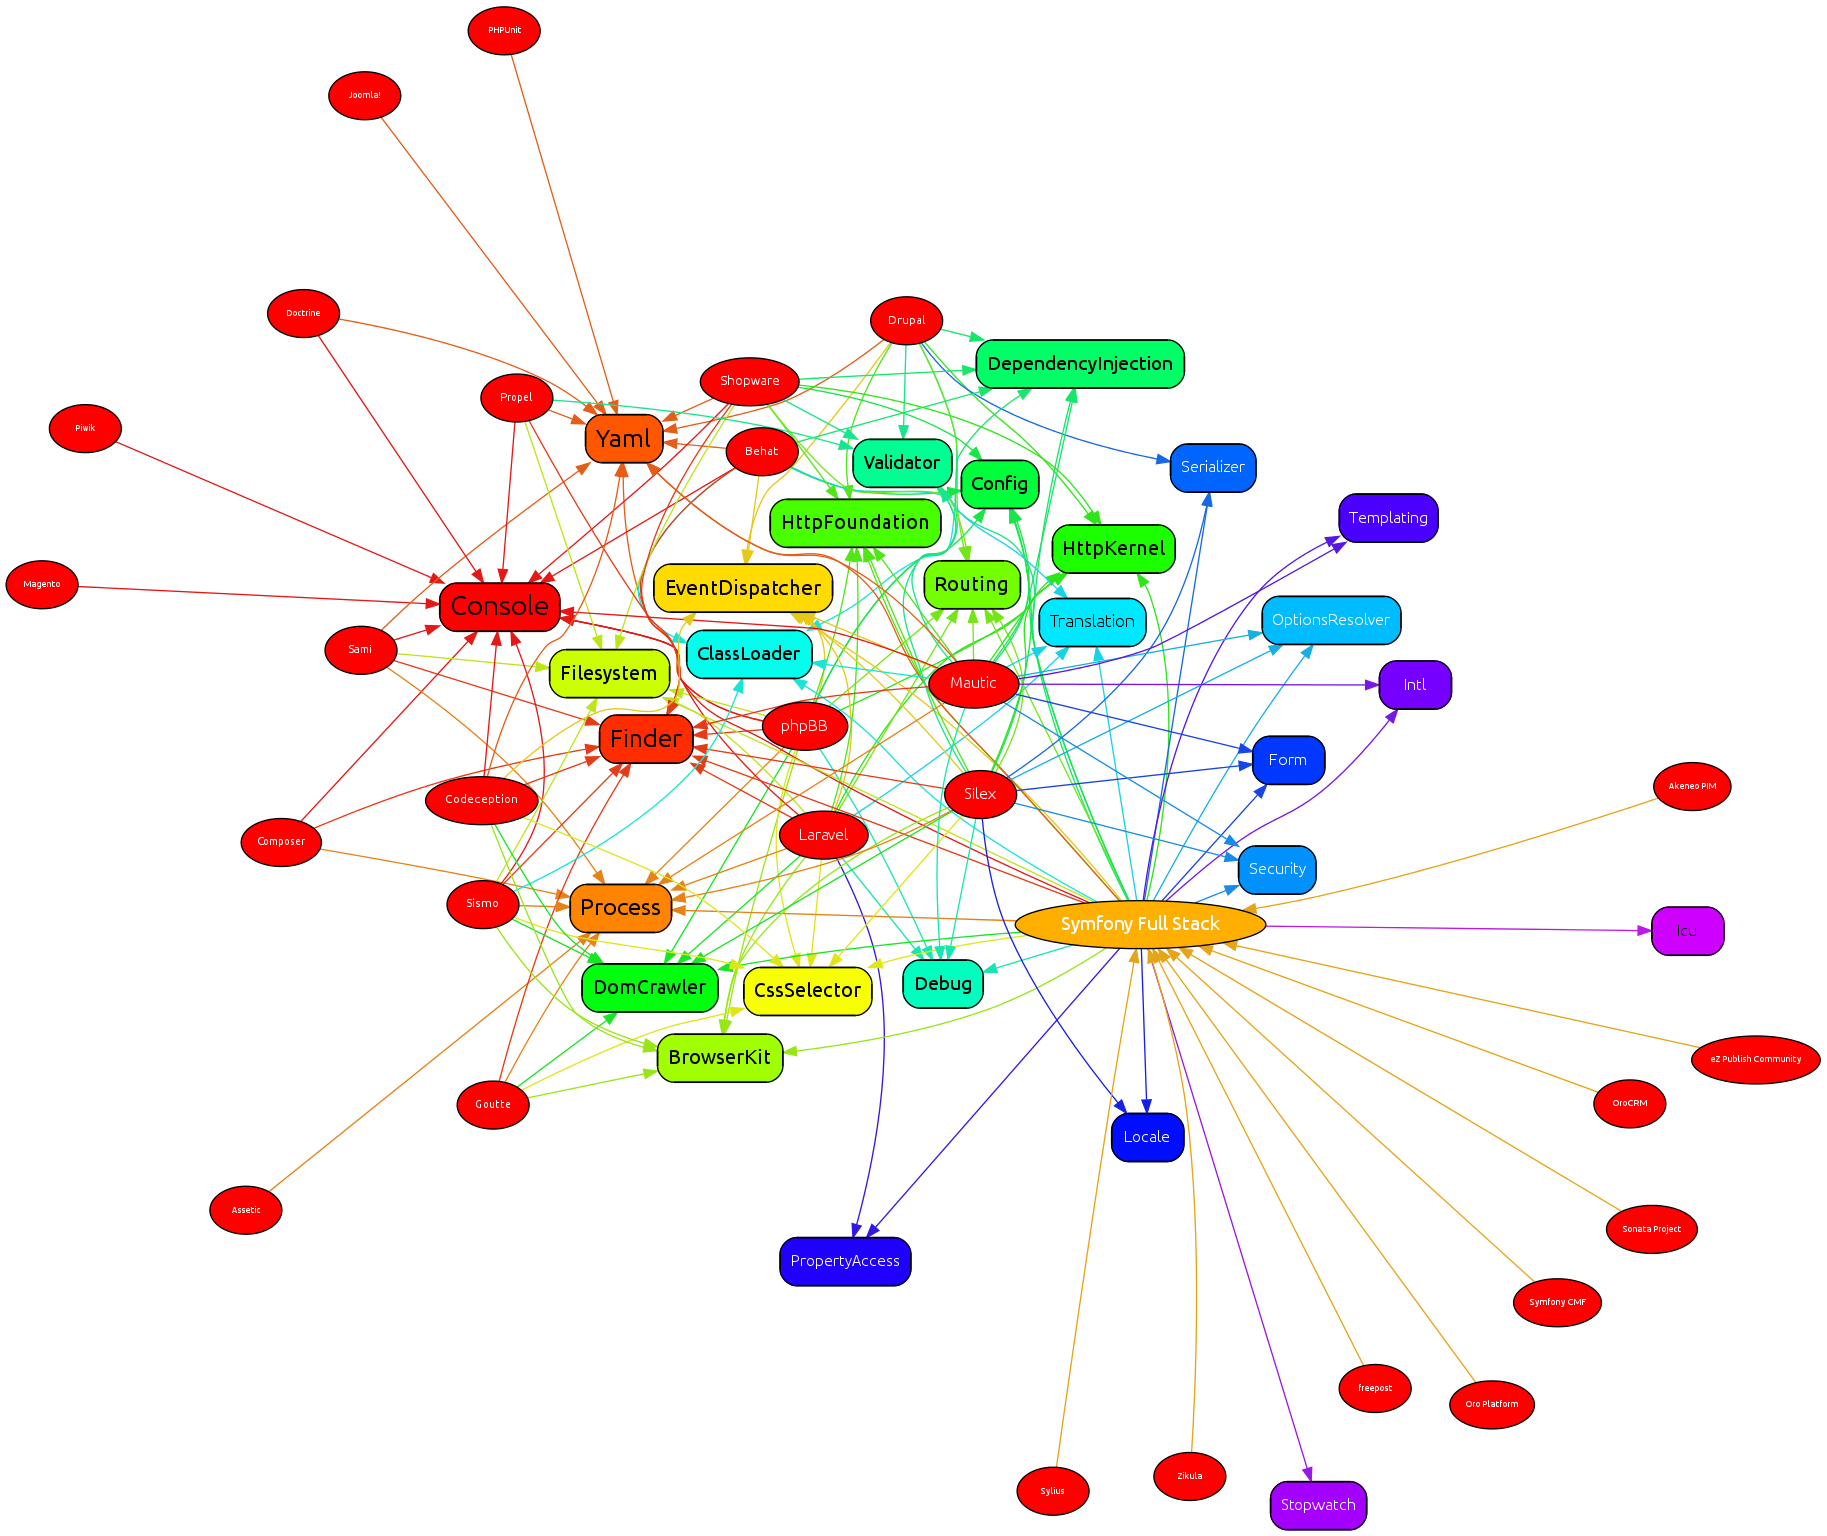 PHPUnit
Joomla!
Doctrine
Drupal
DependencyInjection
Shopware
Propel
Piwik
Yaml
Behat
Validator
Serializer
Config
Templating
HttpFoundation
HttpKernel
Magento
EventDispatcher
Routing
Console
Translation
OptionsResolver
Sami
ClassLoader
Filesystem
Mautic
Intl
phpBB
Finder
Form
Akeneo PIM
Silex
Codeception
Laravel
Composer
Security
Sismo
Process
Symfony Full Stack
Icu
DomCrawler
CssSelector
Debug
BrowserKit
eZ Publish Community
Goutte
OroCRM
Locale
Assetic
Sonata Project
PropertyAccess
Symfony CMF
freepost
Oro Platform
Zikula
Sylius
Stopwatch